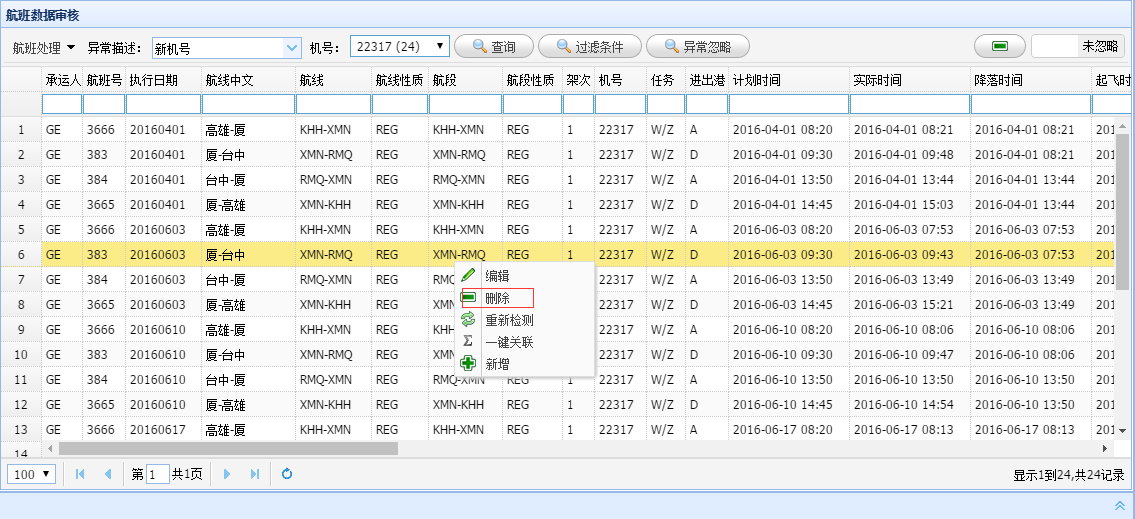 航班数据审核
航班处理 异常描述: 新机号 机号: 22317 (24) 查询 过滤条件 异常忽略 未忽略
承运人 航班号 执行日期 航线中文 航线 航线性质 航段 航段性质 架次 机号 任务 进出港 计划时间 实际时间 降落时间 起飞时
1 GE 3666 20160401 高雄-厦 KHH-XMN REG KHH-XMN REG 1 22317 W/Z A 2016-04-01 08:20 2016-04-01 08:21 2016-04-01 08:21 201
2 GE 383 20160401 厦-台中 XMN-RMQ REG XMN-RMQ REG 1 22317 W/Z D 2016-04-01 09:30 2016-04-01 09:48 2016-04-01 08:21 201
3 GE 384 20160401 台中-厦 RMQ-XMN REG RMQ-XMN REG 1 22317 W/Z A 2016-04-01 13:50 2016-04-01 13:44 2016-04-01 13:44 201
4 GE 3665 20160401 厦-高雄 XMN-KHH REG XMN-KHH REG 1 22317 W/Z D 2016-04-01 14:45 2016-04-01 15:03 2016-04-01 13:44 201
5 GE 3666 20160603 高雄-厦 KHH-XMN REG KHH-XMN REG 1 22317 W/Z A 2016-06-03 08:20 2016-06-03 07:53 2016-06-03 07:53 201
6 GE 383 20160603 厦-台中 XMN-RMQ REG XMN-RMQ REG 1 22317 W/Z D 2016-06-03 09:30 2016-06-03 09:43 2016-06-03 07:53 201
7 GE 384 20160603 台中-厦 RMQ-XMN REG RMQ 编辑 22317 W/Z A 2016-06-03 13:50 2016-06-03 13:49 2016-06-03 13:49 201
8 GE 3665 20160603 厦-高雄 XMN-KHH REG XMN 删除 22317 W/Z D 2016-06-03 14:45 2016-06-03 15:21 2016-06-03 13:49 201
9 GE 3666 20160610 高雄-厦 KHH-XMN REG KHH 重新检测 22317 W/Z A 2016-06-10 08:20 2016-06-10 08:06 2016-06-10 08:06 201
10 GE 383 20160610 厦-台中 XMN-RMQ REG XMN 一键关联 22317 W/Z D 2016-06-10 09:30 2016-06-10 09:47 2016-06-10 08:06 201
新增
11 GE 384 20160610 台中-厦 RMQ-XMN REG RMQ-XMN REG 1 22317 W/Z A 2016-06-10 13:50 2016-06-10 13:50 2016-06-10 13:50 201
12 GE 3665 20160610 厦-高雄 XMN-KHH REG XMN-KHH REG 1 22317 W/Z D 2016-06-10 14:45 2016-06-10 14:54 2016-06-10 13:50 201
13 GE 3666 20160617 高雄-厦 KHH-XMN REG KHH-XMN REG 1 22317 W/Z A 2016-06-17 08:20 2016-06-17 08:13 2016-06-17 08:13 201
14
100 第 1 共1页 显示1到24,共24记录